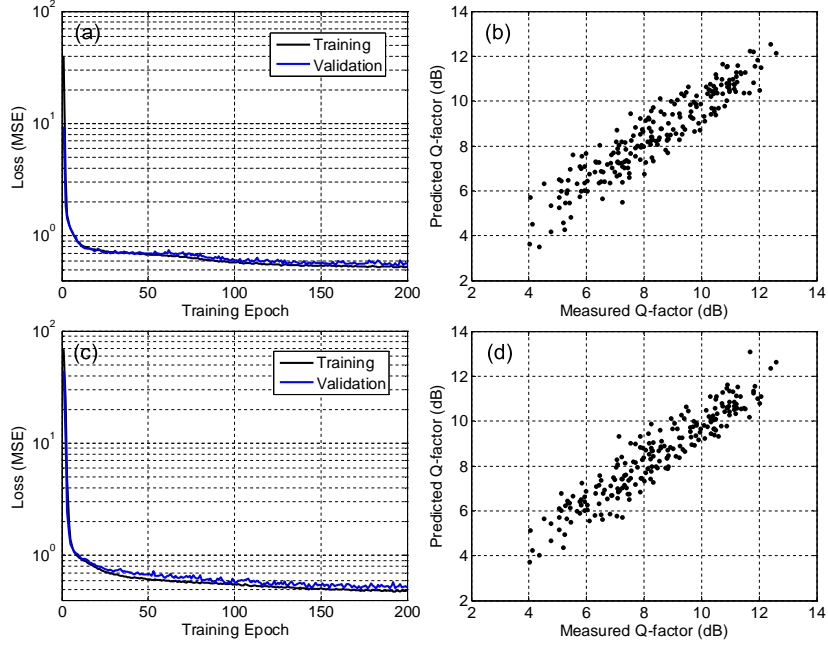 (a)
Training
Validation
10^2
10^1
10^0
Loss (MSE)
0 50 100 150 200
Training Epoch
(b)
14
12
10
8
6
4
2
Predicted Q-factor (dB)
2 4 6 8 10 12 14
Measured Q-factor (dB)
(c)
Training
Validation
10^2
10^1
10^0
Loss (MSE)
0 50 100 150 200
Training Epoch
(d)
14
12
10
8
6
4
2
Predicted Q-factor (dB)
2 4 6 8 10 12 14
Measured Q-factor (dB)